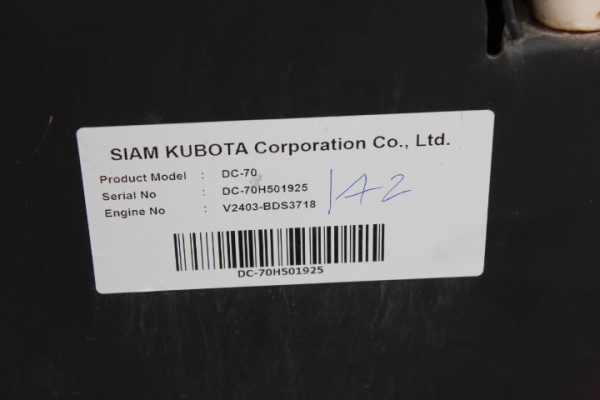 SIAM KUBOTA Corporation Co., Ltd.
Product Model : DC-70
Serial No : DC-70H501925
Engine No : V2403-BDS3718
1A2
DC-70H501925